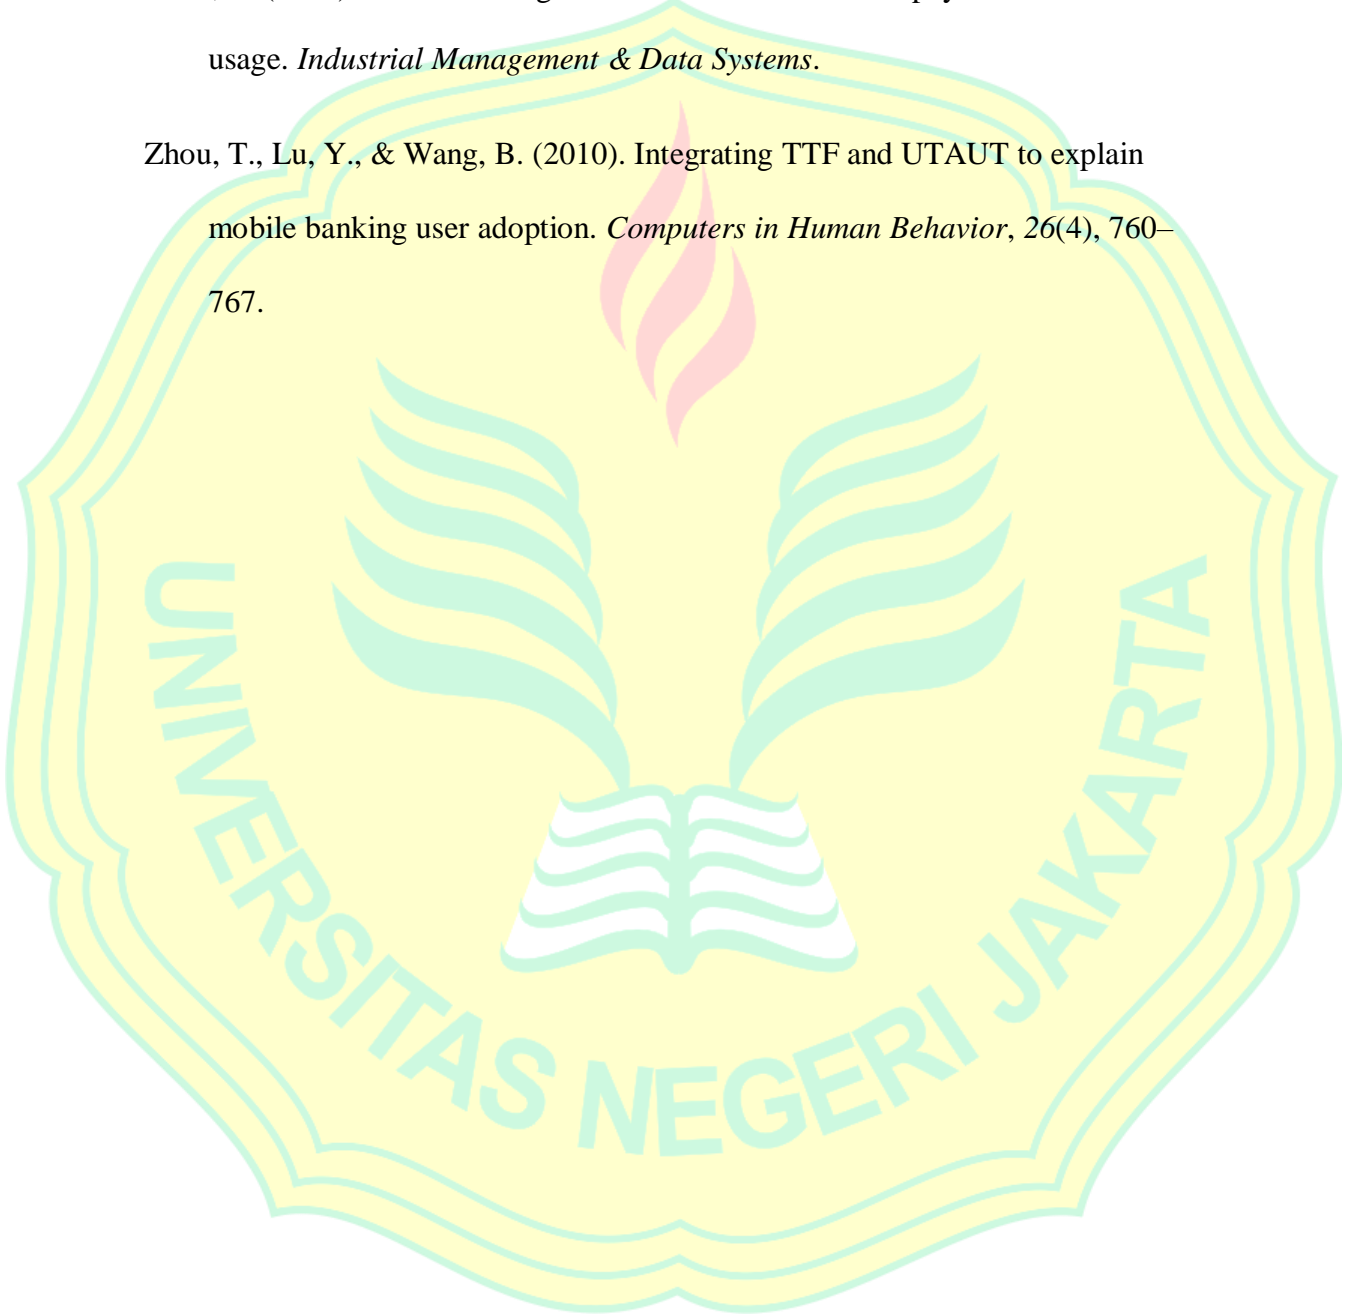 usage. Industrial Management & Data Systems.
Zhou, T., Lu, Y., & Wang, B. (2010). Integrating TTF and UTAUT to explain
mobile banking user adoption. Computers in Human Behavior, 26(4), 760–
767.
UNIVERSITAS NEGERI JAKARTA